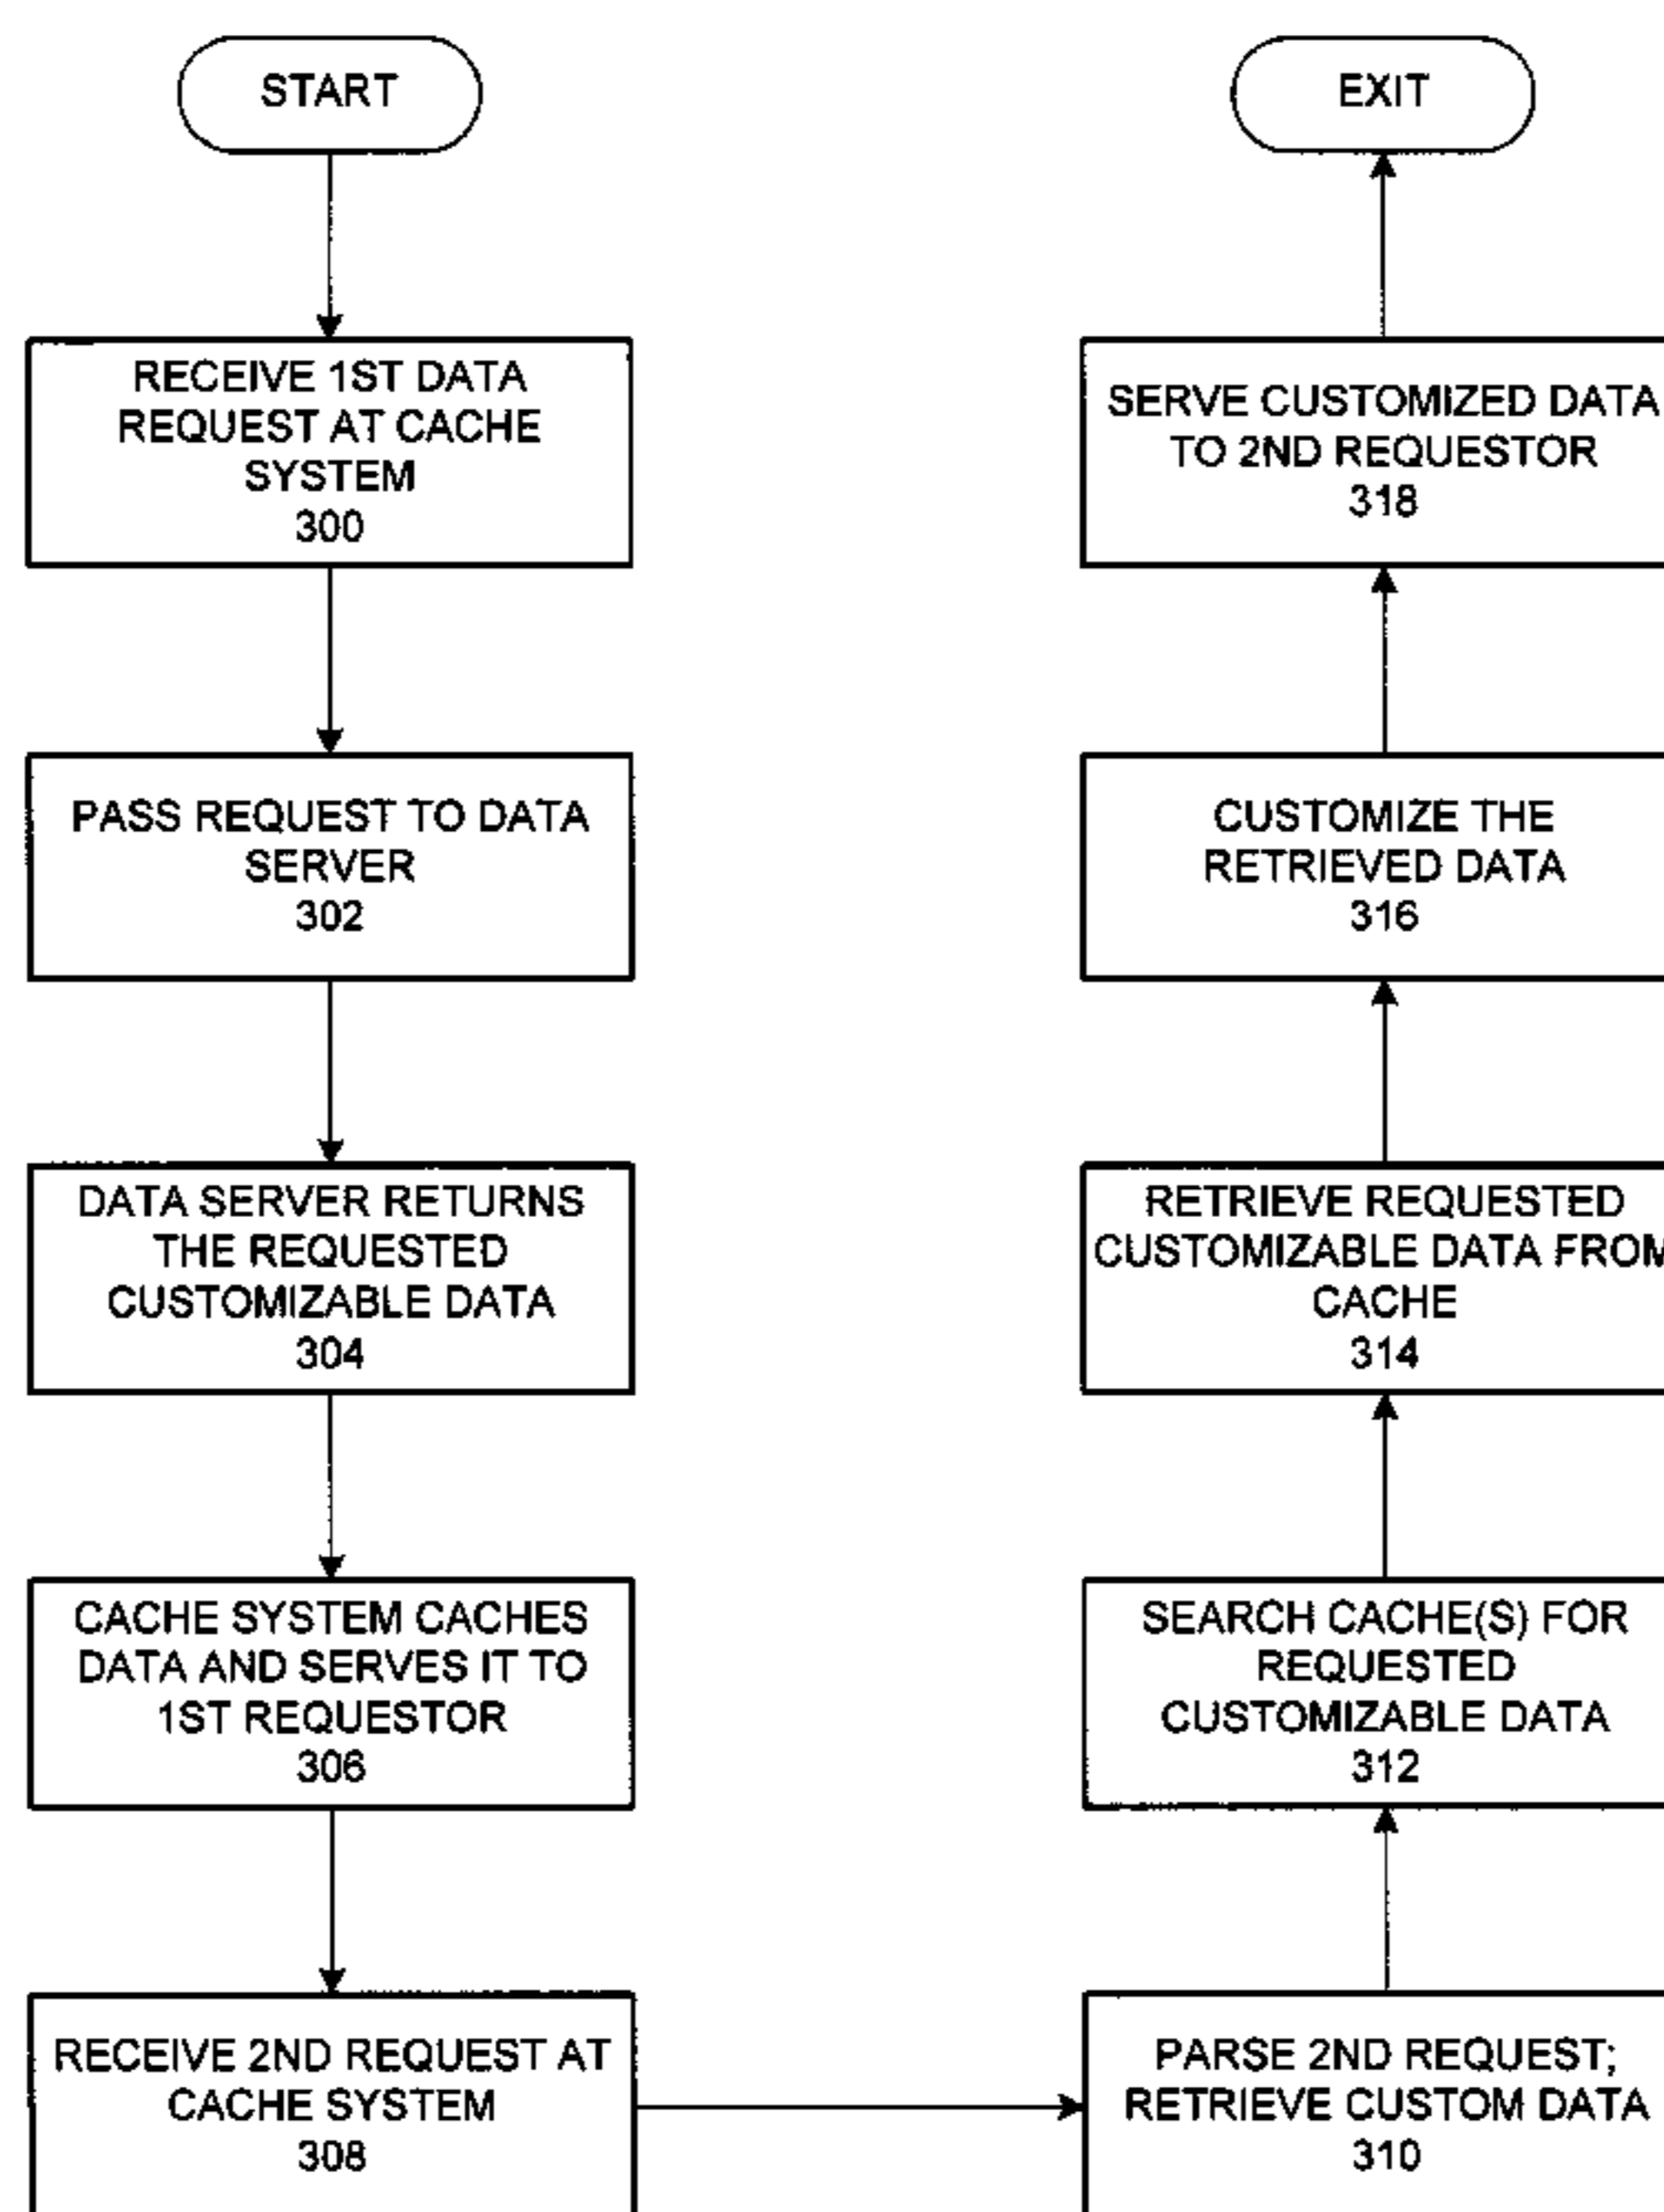 START
RECEIVE 1ST DATA
REQUEST AT CACHE
SYSTEM
300
PASS REQUEST TO DATA
SERVER
302
DATA SERVER RETURNS
THE REQUESTED
CUSTOMIZABLE DATA
304
CACHE SYSTEM CACHES
DATA AND SERVES IT TO
1ST REQUESTOR
306
RECEIVE 2ND REQUEST AT
CACHE SYSTEM
308
PARSE 2ND REQUEST;
RETRIEVE CUSTOM DATA
310
SEARCH CACHE(S) FOR
REQUESTED
CUSTOMIZABLE DATA
312
RETRIEVE REQUESTED
CUSTOMIZABLE DATA FROM
CACHE
314
CUSTOMIZE THE
RETRIEVED DATA
316
SERVE CUSTOMIZED DATA
TO 2ND REQUESTOR
318
EXIT